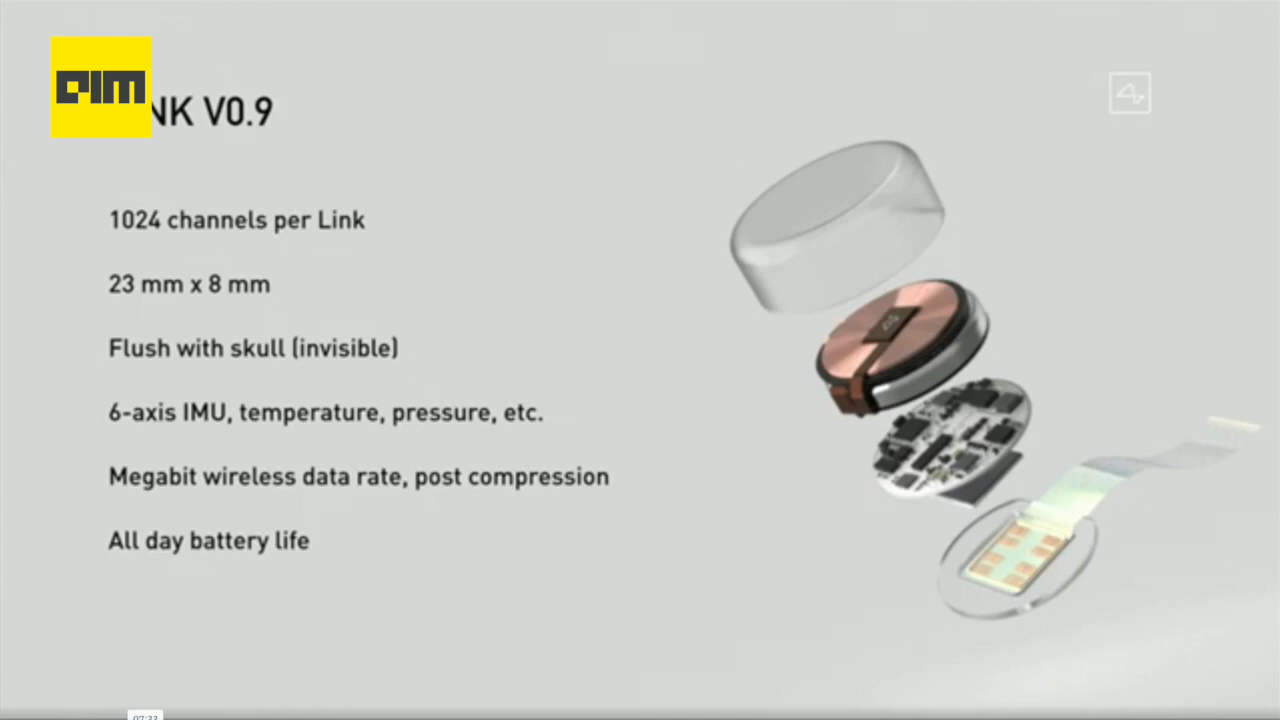 AIM
NK V0.9
1024 channels per Link
23 mm x 8 mm
Flush with skull (invisible)
6-axis IMU, temperature, pressure, etc.
Megabit wireless data rate, post compression
All day battery life